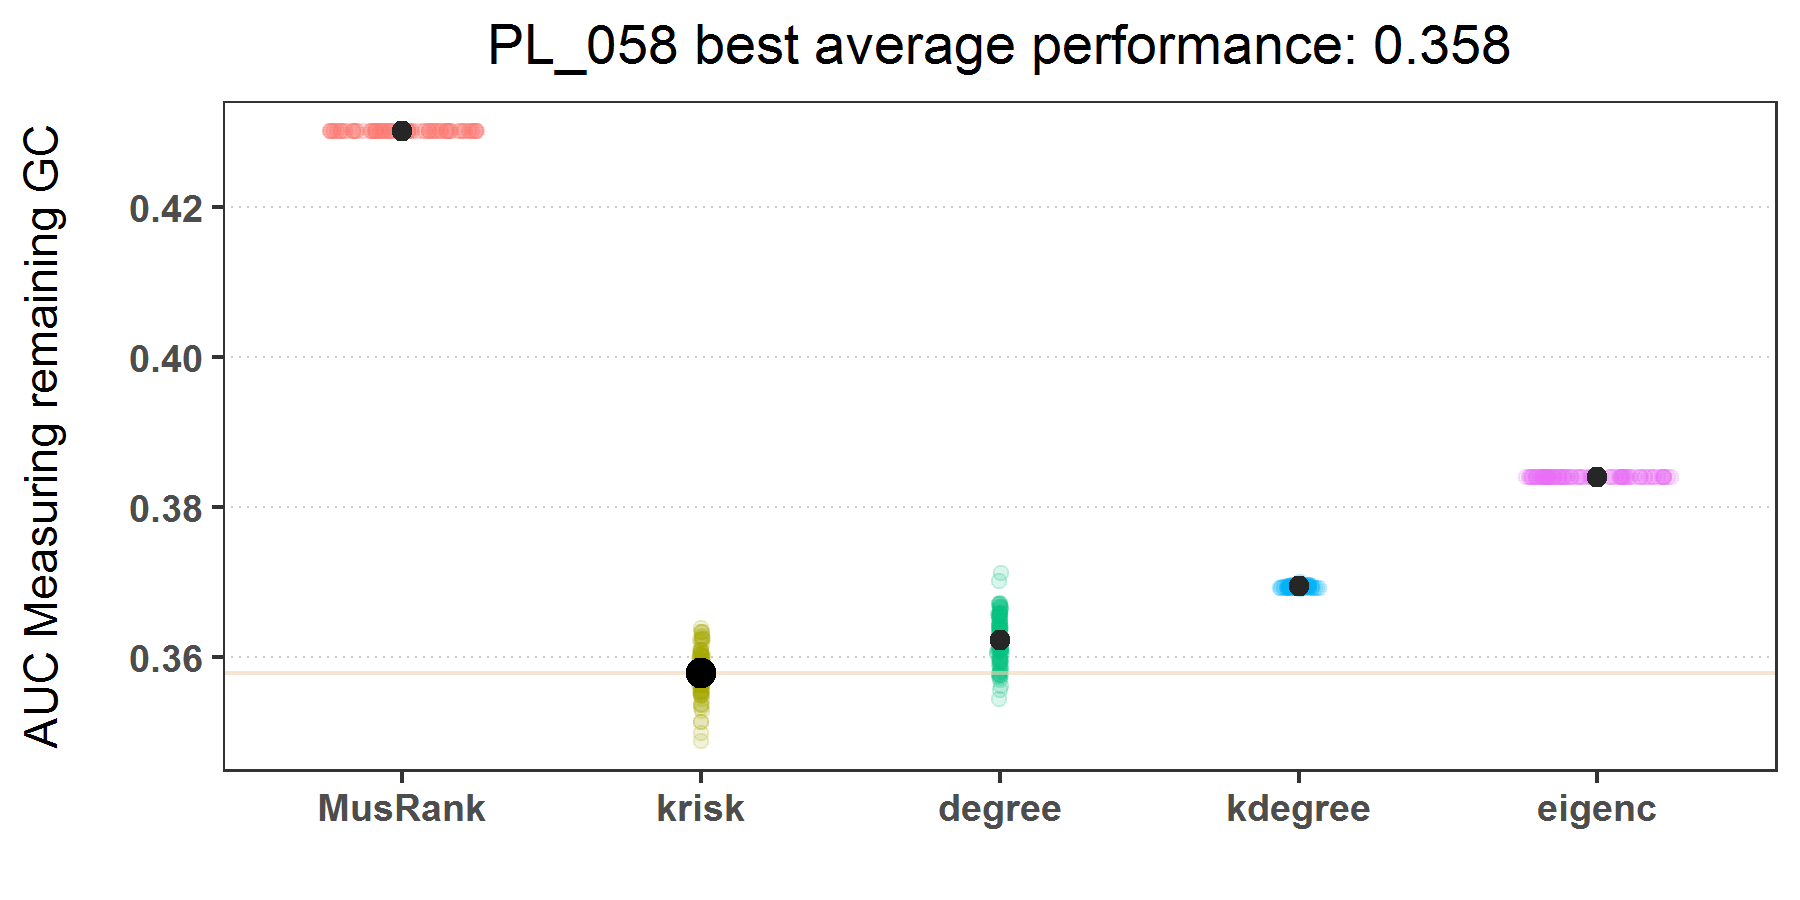 PL_058 best average performance: 0.358
AUC Measuring remaining GC
0.42
0.40
0.38
0.36
MusRank krisk degree kdegree eigenc